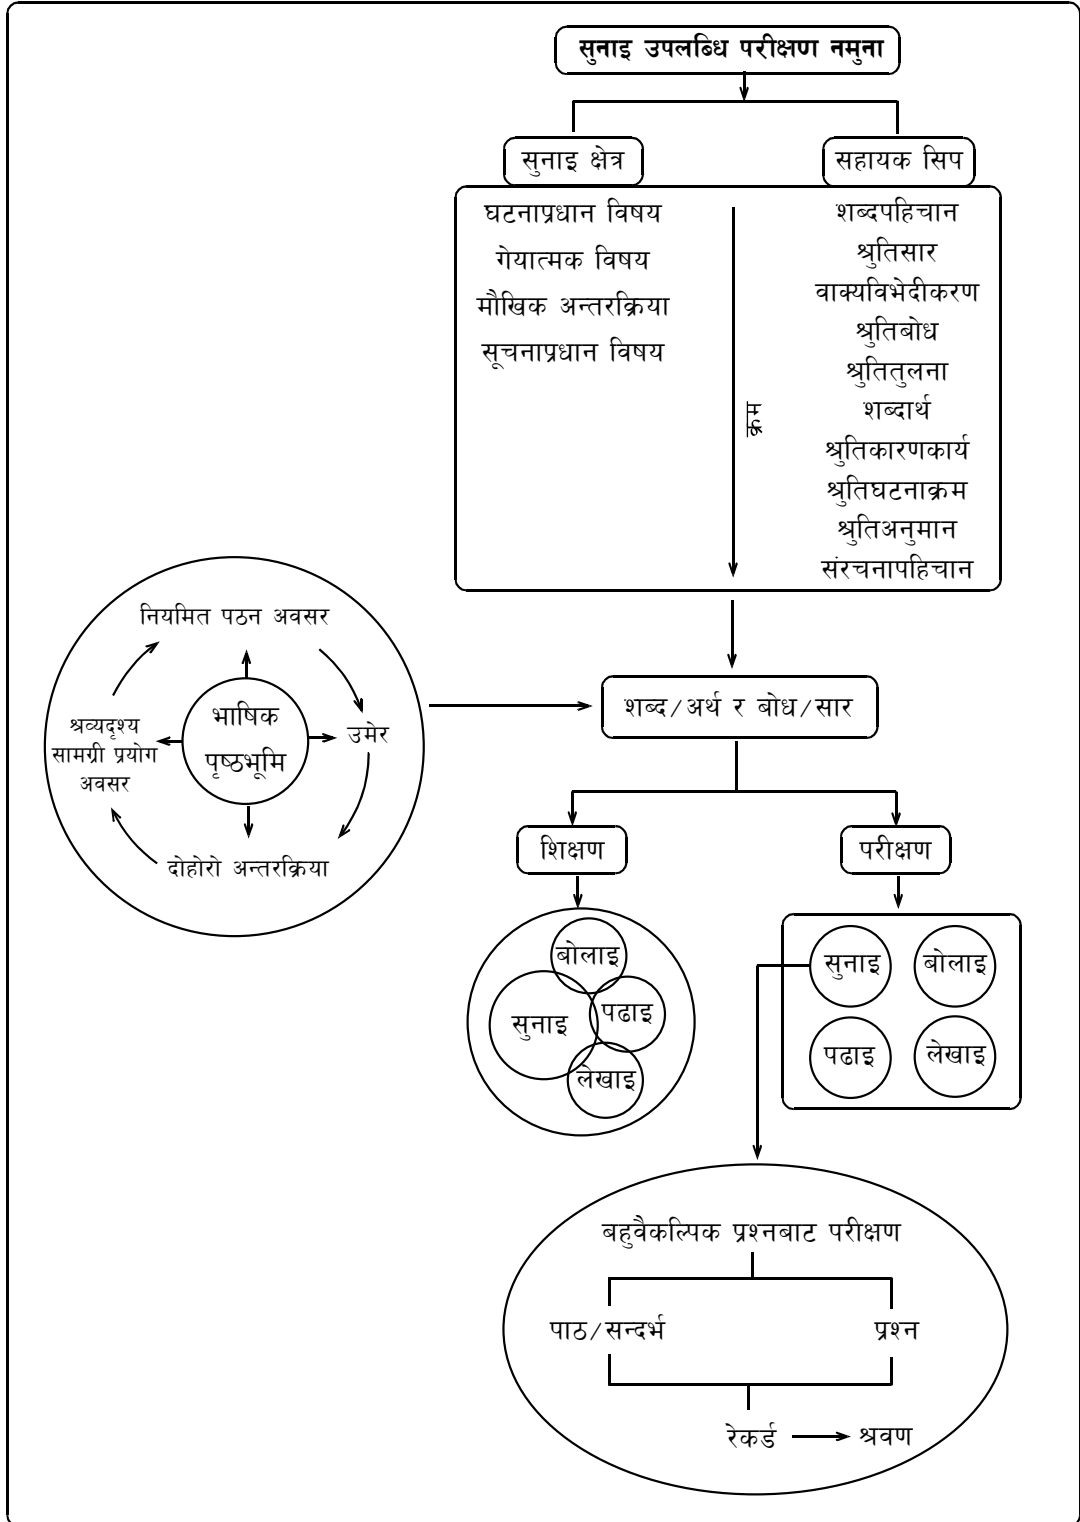 सुनाइ उपलब्धि परीक्षण नमुना
सुनाइ क्षेत्र
सहायक सिप
घटनाप्रधान विषय
गेयात्मक विषय
मौखिक अन्तरक्रिया
सूचनाप्रधान विषय
क्रम
शब्दपहिचान
श्रुतिसार
वाक्यविभेदीकरण
श्रुतिबोध
श्रुतितुलना
शब्दार्थ
श्रुतिकारणकार्य
श्रुतिघटनाक्रम
श्रुतिअनुमान
संरचनापहिचान
नियमित पठन अवसर
भाषिक
पृष्ठभूमि
उमेर
श्रव्यदृश्य
सामग्री प्रयोग
अवसर
दोहोरो अन्तरक्रिया
शब्द/अर्थ र बोध/सार
शिक्षण
परीक्षण
बोलाइ
सुनाइ
पढाइ
लेखाइ
सुनाइ
बोलाइ
पढाइ
लेखाइ
बहुवैकल्पिक प्रश्नबाट परीक्षण
पाठ/सन्दर्भ
प्रश्न
रेकर्ड
श्रवण